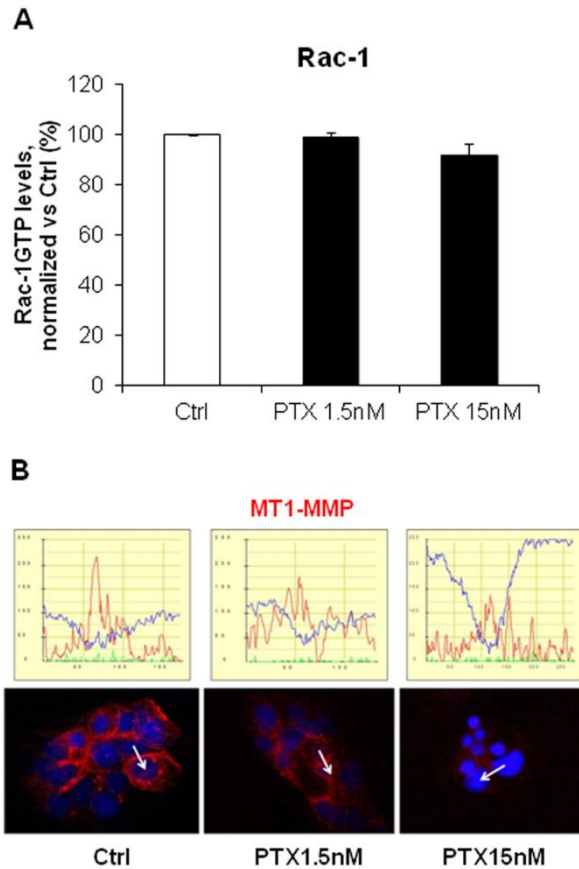 A
Rac-1
Rac-1GTP levels,
normalized vs Ctrl (%)
120
100
80
60
40
20
0
Ctrl PTX 1.5nM PTX 15nM
B
MT1-MMP
Ctrl PTX1.5nM PTX15nM